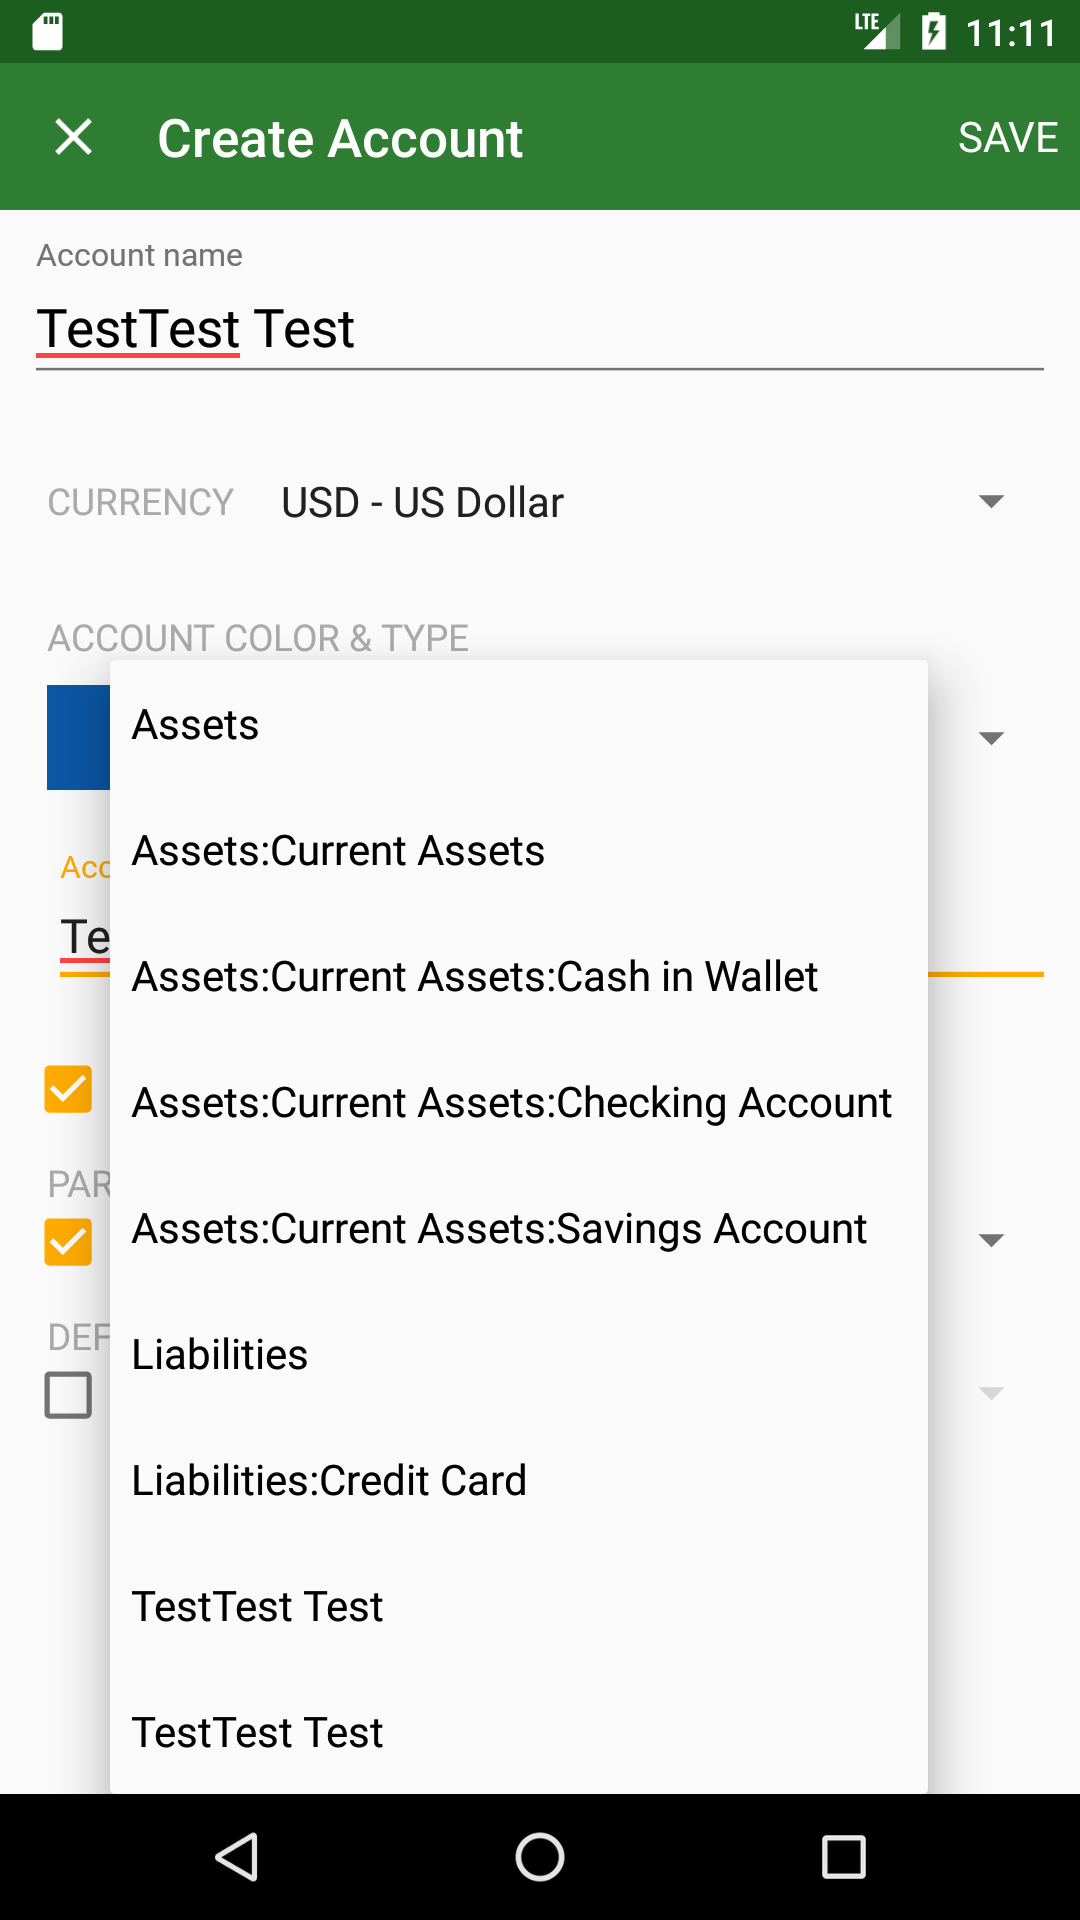 LTE 11:11
Create Account SAVE
Account name
TestTest Test
CURRENCY USD - US Dollar
ACCOUNT COLOR & TYPE
Assets
Assets:Current Assets
Acc
Te
Assets:Current Assets:Cash in Wallet
Assets:Current Assets:Checking Account
PAR
Assets:Current Assets:Savings Account
DEF
Liabilities
Liabilities:Credit Card
TestTest Test
TestTest Test